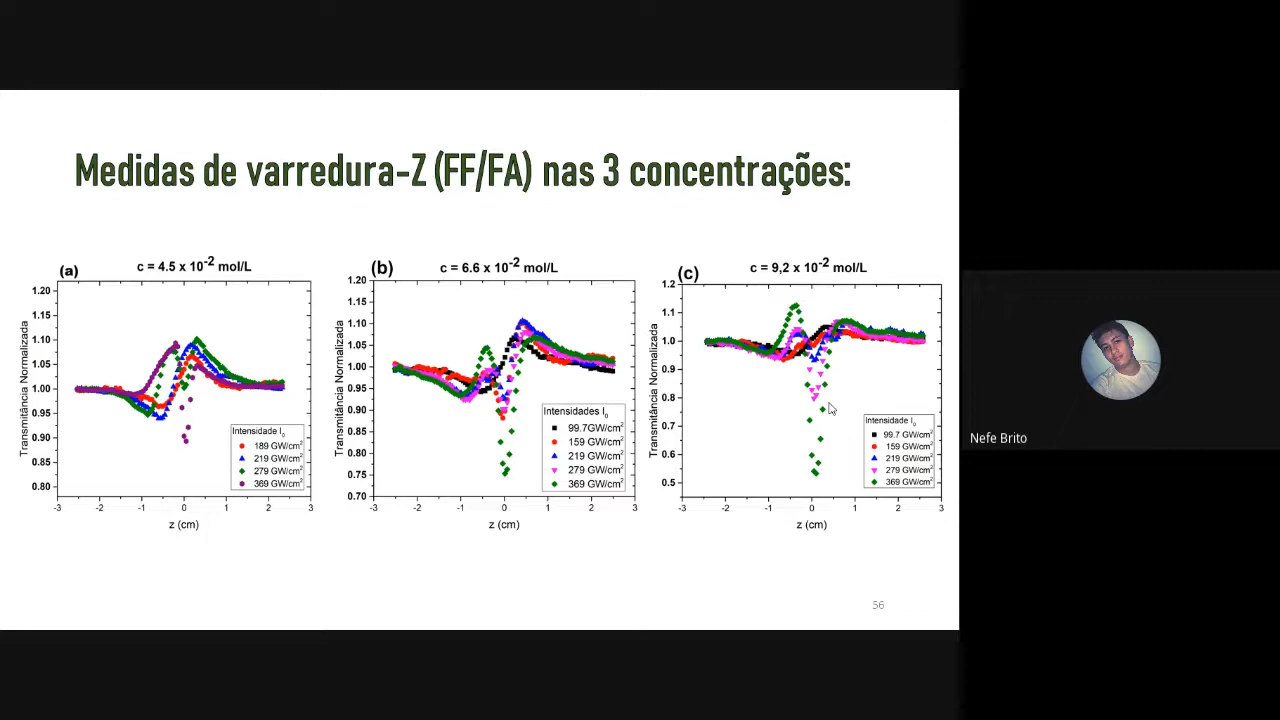 Medidas de varredura-Z (FF/FA) nas 3 concentrações:
(a)
c = 4.5 x 10-2 mol/L
1.20
1.15
1.10
1.05
1.00
0.95
0.90
0.85
0.80
Transmitância Normalizada
Intensidade I0
189 GW/cm2
219 GW/cm2
279 GW/cm2
369 GW/cm2
-3 -2 -1 0 1 2 3
z (cm)
(b)
c = 6.6 x 10-2 mol/L
1.20
1.15
1.10
1.05
1.00
0.95
0.90
0.85
0.80
0.75
0.70
Transmitância Normalizada
Intensidades I0
99.7GW/cm2
159 GW/cm2
219 GW/cm2
279 GW/cm2
369 GW/cm2
-3 -2 -1 0 1 2 3
z (cm)
(c)
c = 9,2 x 10-2 mol/L
1.2
1.1
1.0
0.9
0.8
0.7
0.6
0.5
Transmitância Normalizada
Intensidade I0
99.7 GW/cm2
159 GW/cm2
219 GW/cm2
279 GW/cm2
369 GW/cm2
-3 -2 -1 0 1 2 3
z (cm)
56
Nefe Brito